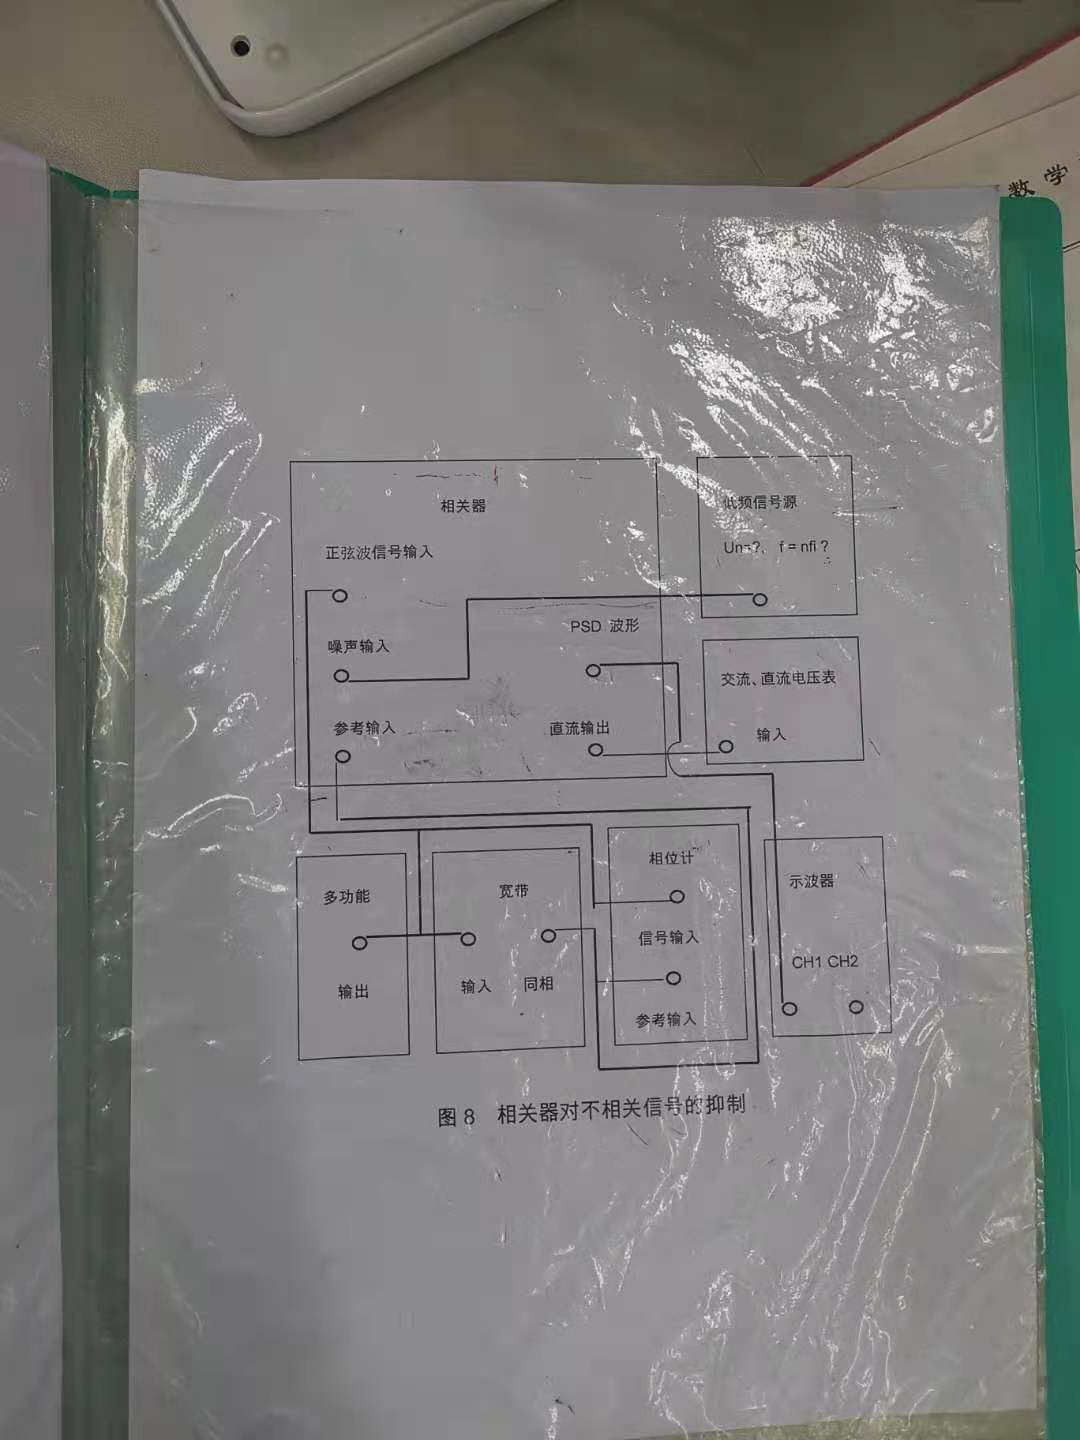 数学
相关器
正弦波信号输入
噪声输入
参考输入
PSD 波形
直流输出
低频信号源
Un=?, f = nfi ?
交流、直流电压表
输入
多功能
输出
宽带
输入 同相
相位计
信号输入
参考输入
示波器
CH1 CH2
图 8 相关器对不相关信号的抑制